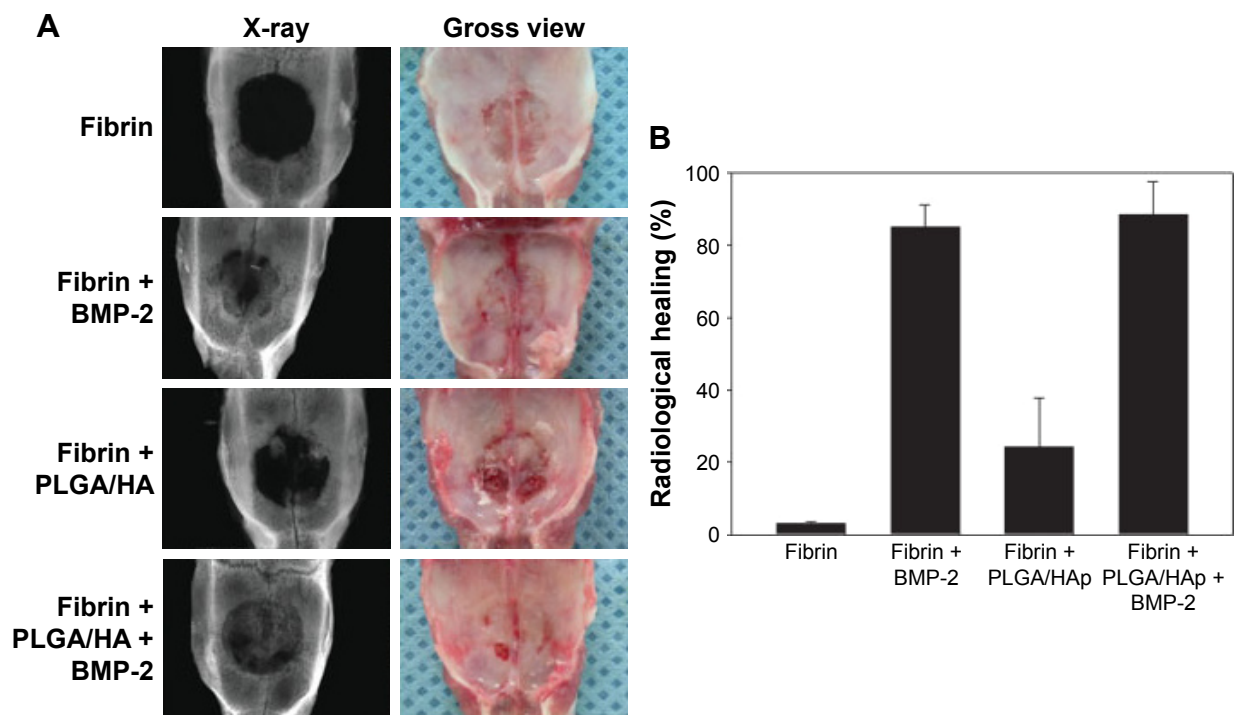 A
X-ray
Gross view
Fibrin
Fibrin +
BMP-2
Fibrin +
PLGA/HA
Fibrin +
PLGA/HA +
BMP-2
B
Radiological healing (%)
100
80
60
40
20
0
Fibrin
Fibrin +
BMP-2
Fibrin +
PLGA/HAp
Fibrin +
PLGA/HAp +
BMP-2